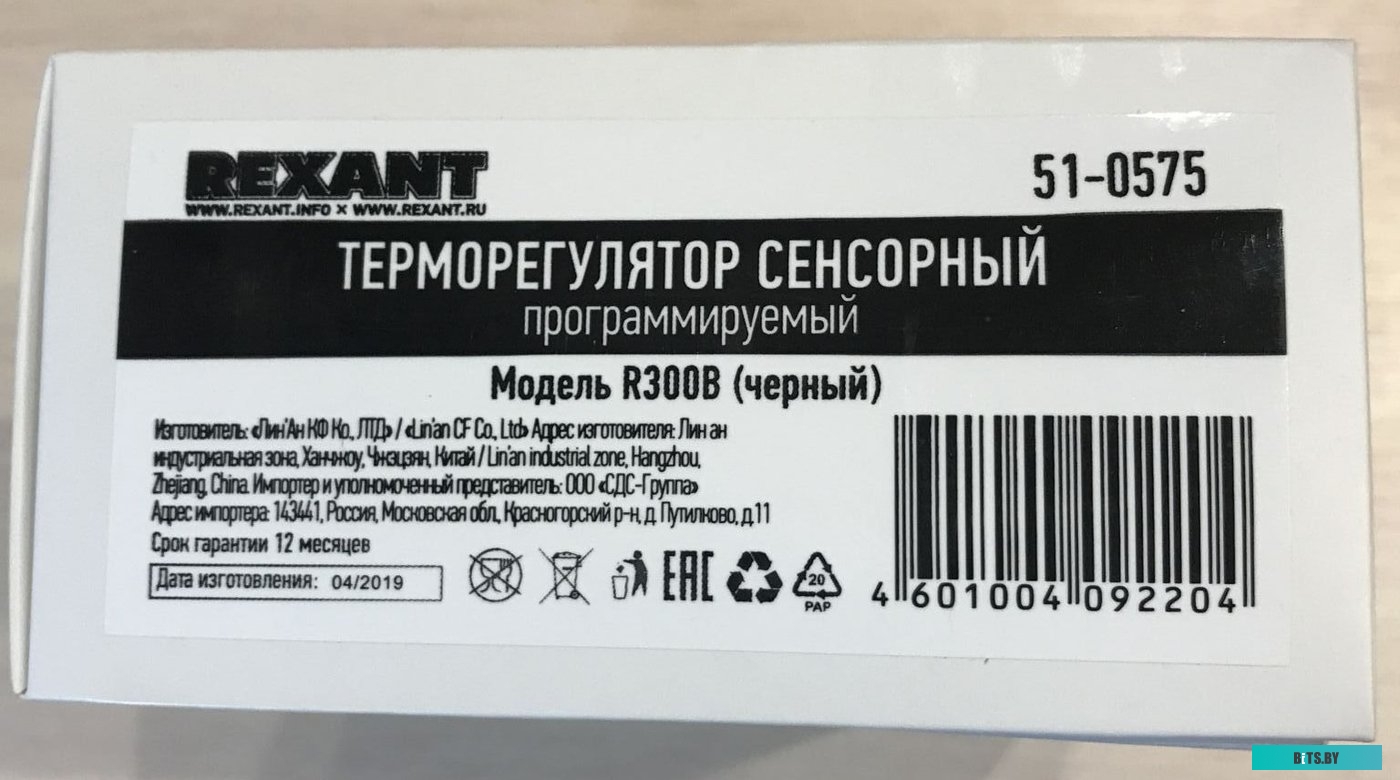 REXANT
WWW.REXANT.INFO × WWW.REXANT.RU
51-0575
ТЕРМОРЕГУЛЯТОР СЕНСОРНЫЙ
программируемый
Модель R300B (черный)
Изготовитель: «Лин'Ан КФ Ко., ЛТД» / «Lin'an CF Co., Ltd» Адрес изготовителя: Лин ан
индустриальная зона, Ханчжоу, Чжэцзян, Китай / Lin'an industrial zone, Hangzhou,
Zhejiang, China. Импортер и уполномоченный представитель: ООО «СДС-Группа»
Адрес импортера: 143441, Россия, Московская обл., Красногорский р-н, д. Путилково, д.11
Срок гарантии 12 месяцев
Дата изготовления: 04/2019
EAC
20
PAP
4 601004 092204
BiTS.BY